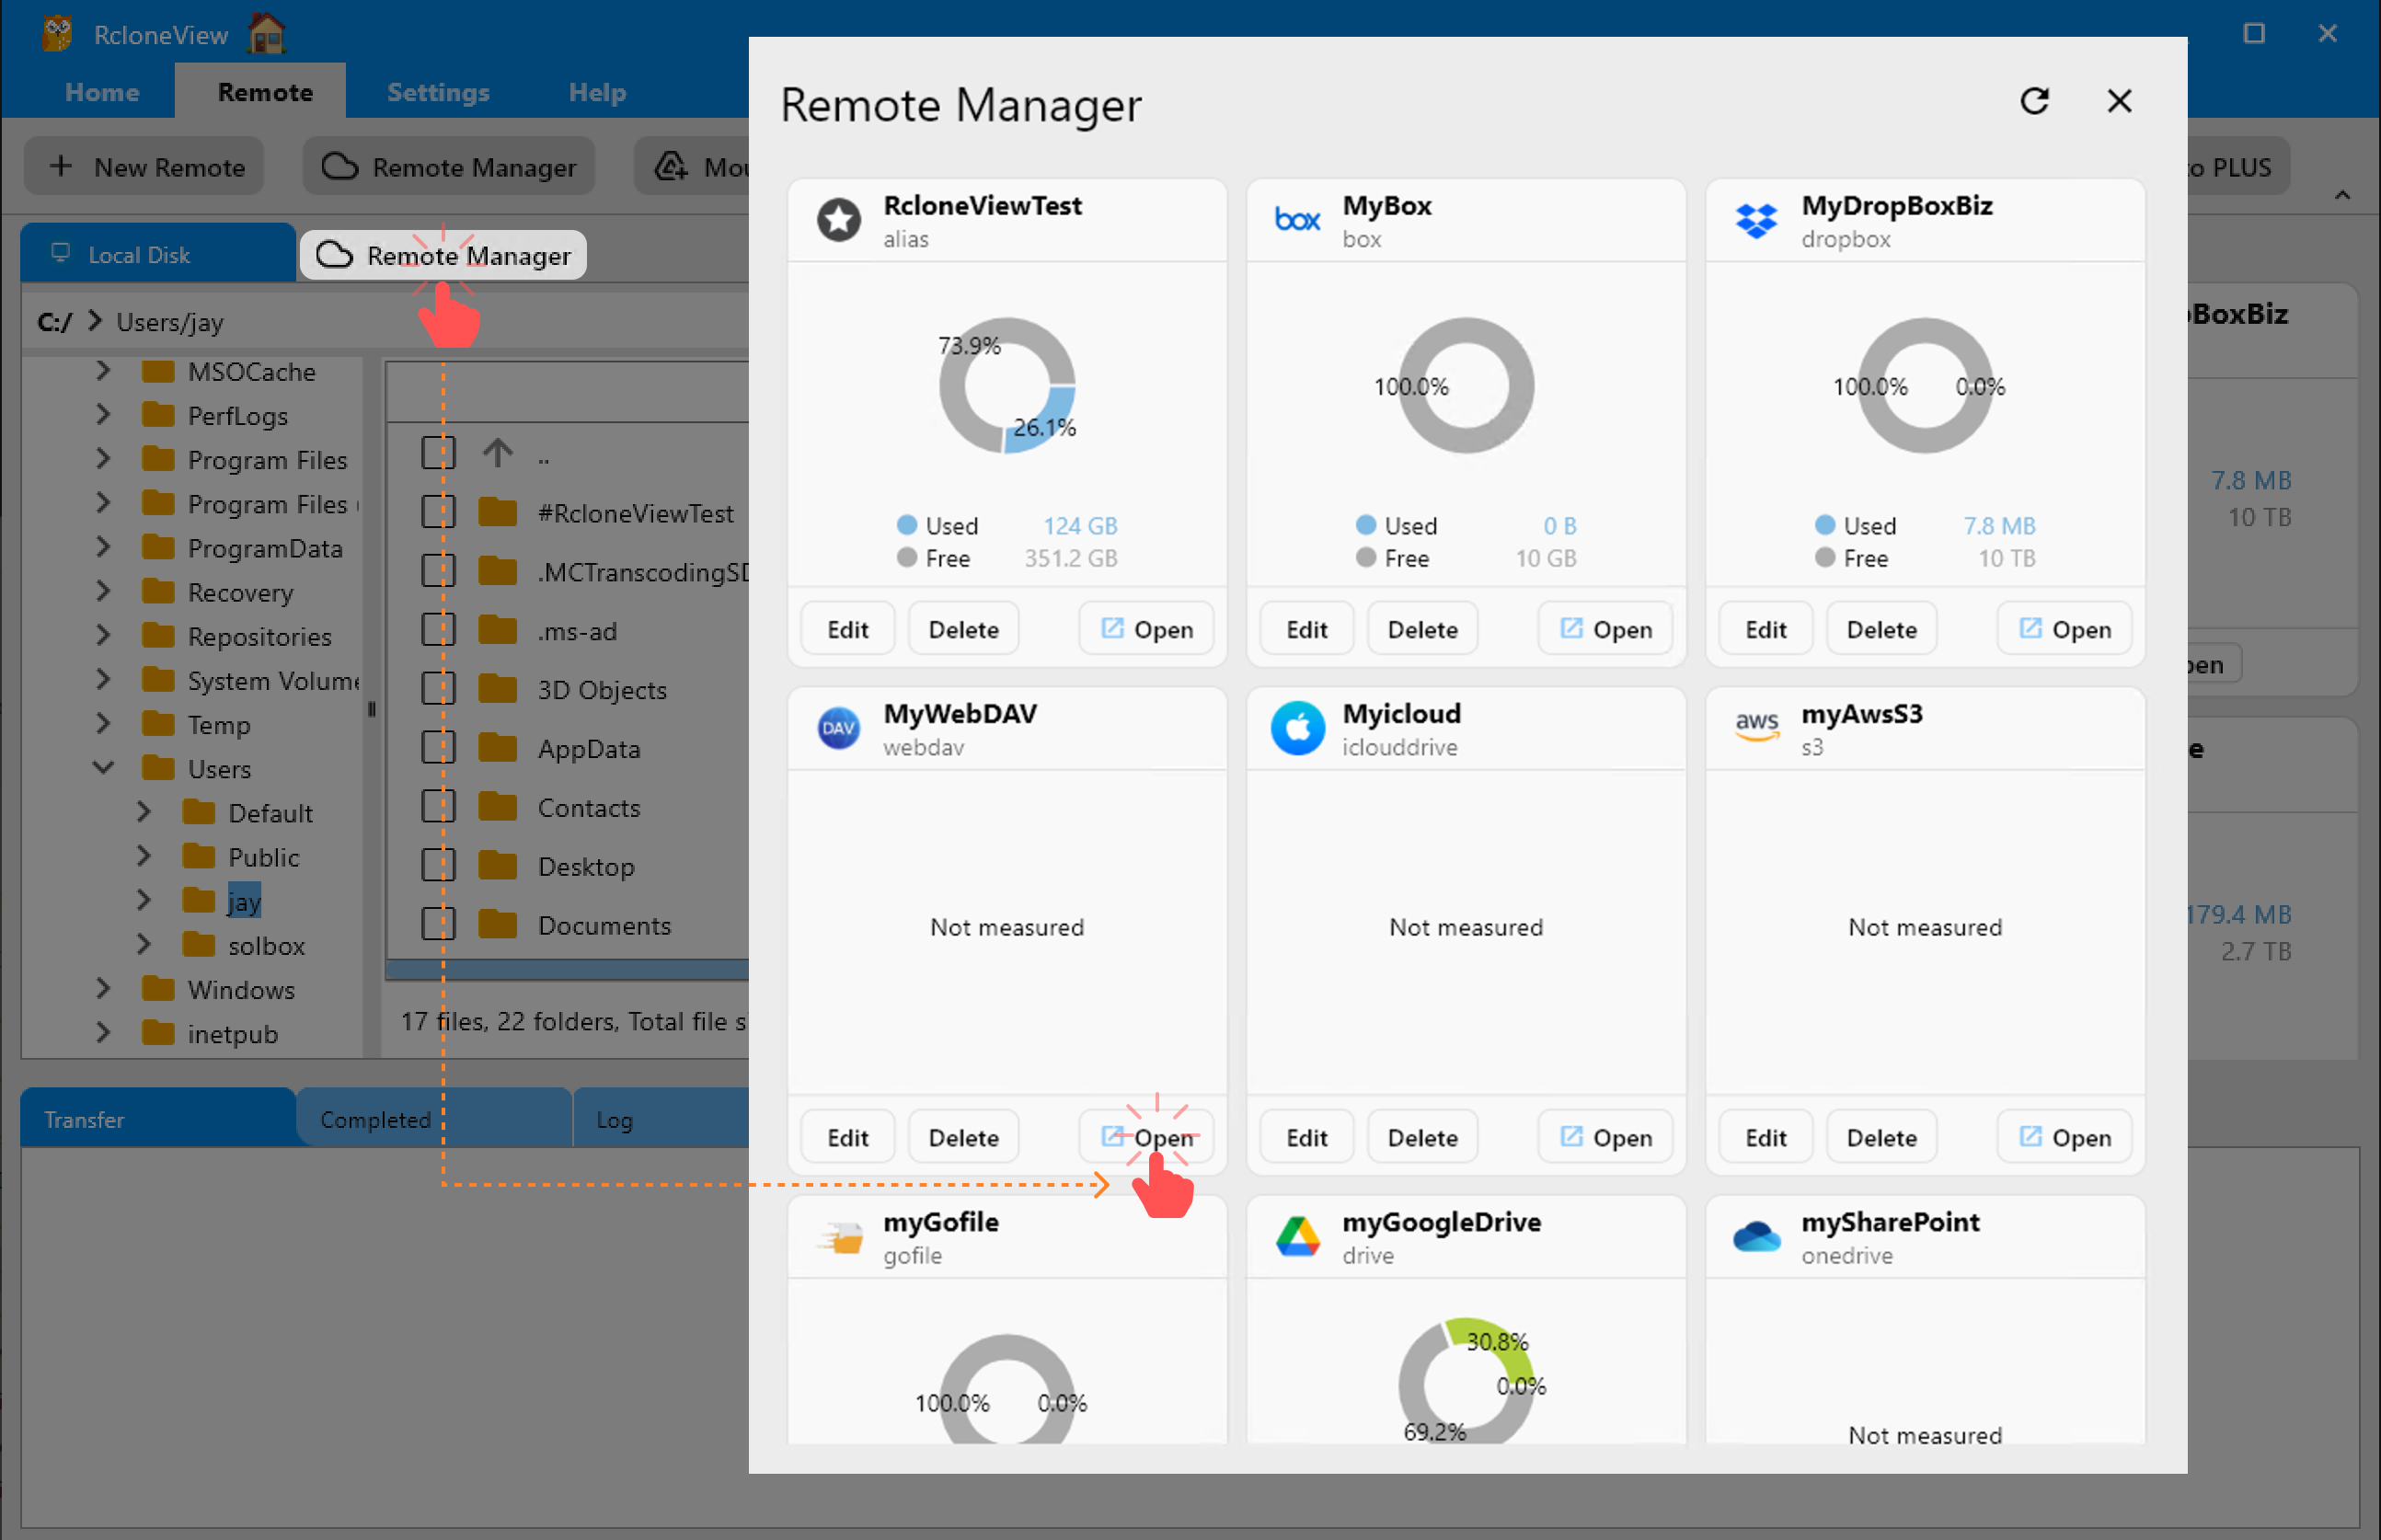 RcloneView
Home
Remote
Settings
Help
New Remote
Remote Manager
Mou
to PLUS
Local Disk
Remote Manager
C:/ Users/jay
MSOCache
PerfLogs
Program Files
Program Files
ProgramData
Recovery
Repositories
System Volume
Temp
Users
Default
Public
jay
solbox
Windows
inetpub
..
#RcloneViewTest
.MCTranscodingSD
.ms-ad
3D Objects
AppData
Contacts
Desktop
Documents
17 files, 22 folders, Total file s
Transfer
Completed
Log
Remote Manager
RcloneViewTest
alias
73.9%
26.1%
Used 124 GB
Free 351.2 GB
Edit Delete Open
MyBox
box
box
100.0%
Used 0 B
Free 10 GB
Edit Delete Open
MyDropBoxBiz
dropbox
100.0% 0.0%
Used 7.8 MB
Free 10 TB
Edit Delete Open
DAV
MyWebDAV
webdav
Not measured
Edit Delete Open
Myicloud
iclouddrive
Not measured
Edit Delete Open
aws
myAwsS3
s3
Not measured
Edit Delete Open
myGofile
gofile
100.0% 0.0%
myGoogleDrive
drive
30.8%
0.0%
69.2%
mySharePoint
onedrive
Not measured
BoxBiz
7.8 MB
10 TB
pen
e
179.4 MB
2.7 TB